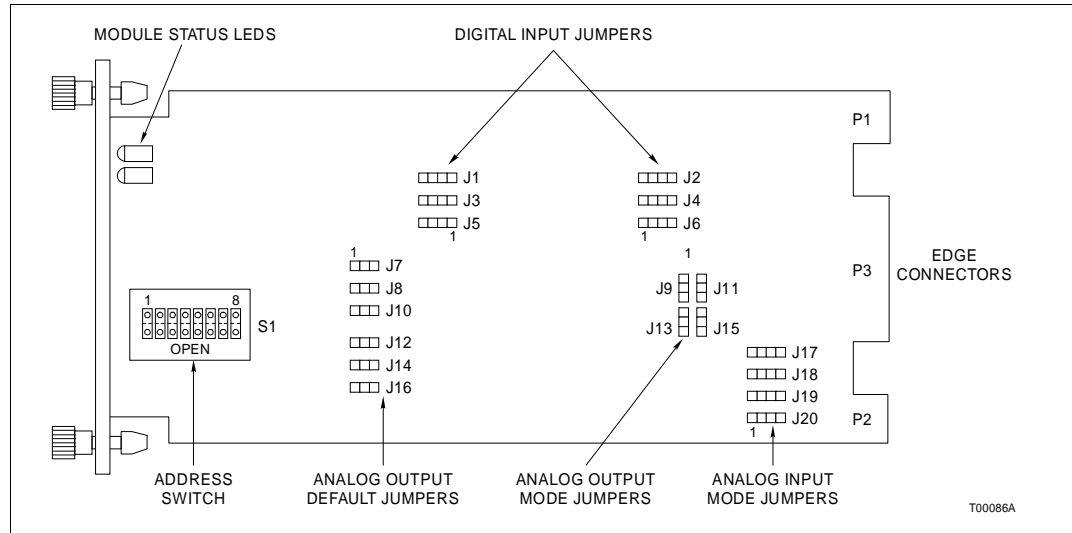 MODULE STATUS LEDS
DIGITAL INPUT JUMPERS
P1
J1
J2
J3
J4
J5
J6
1
1
1
1
J7
J8
J10
J9
J11
P3
EDGE
CONNECTORS
1 8
S1
OPEN
J12
J13
J15
J14
J16
J17
J18
J19
J20
1
P2
ADDRESS
SWITCH
ANALOG OUTPUT
DEFAULT JUMPERS
ANALOG OUTPUT
MODE JUMPERS
ANALOG INPUT
MODE JUMPERS
T00086A